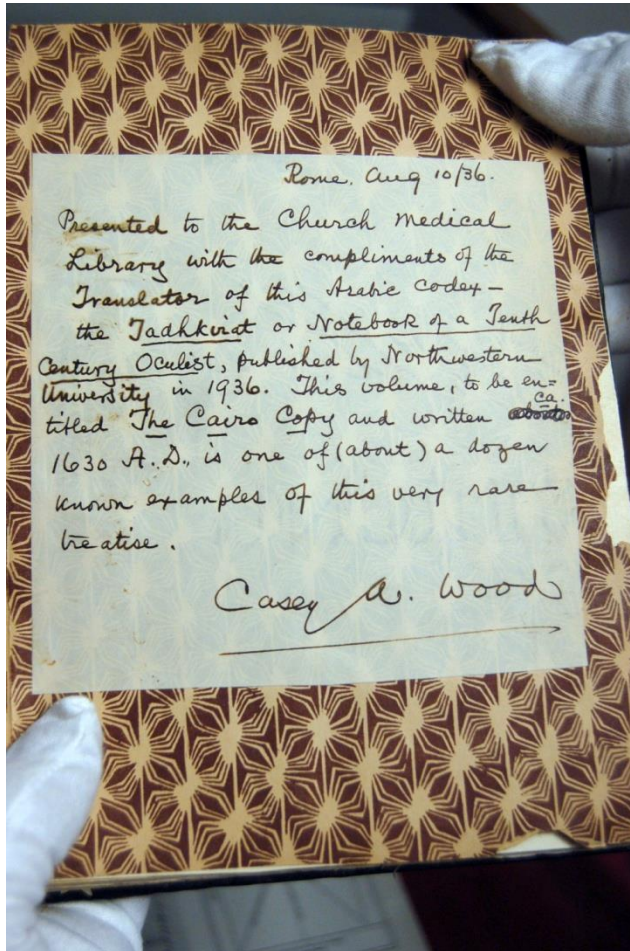 Rome. Aug 10/36.
Presented to the Church Medical
Library with the compliments of the
Translator of this Arabic codex —
the Tadhkirat or Notebook of a Tenth
Century Oculist, published by Northwestern
University in 1936. This volume, to be en=
titled The Cairo Copy and written ca.
1630 A.D., is one of (about) a dozen
known examples of this very rare
treatise.
Casey A. Wood